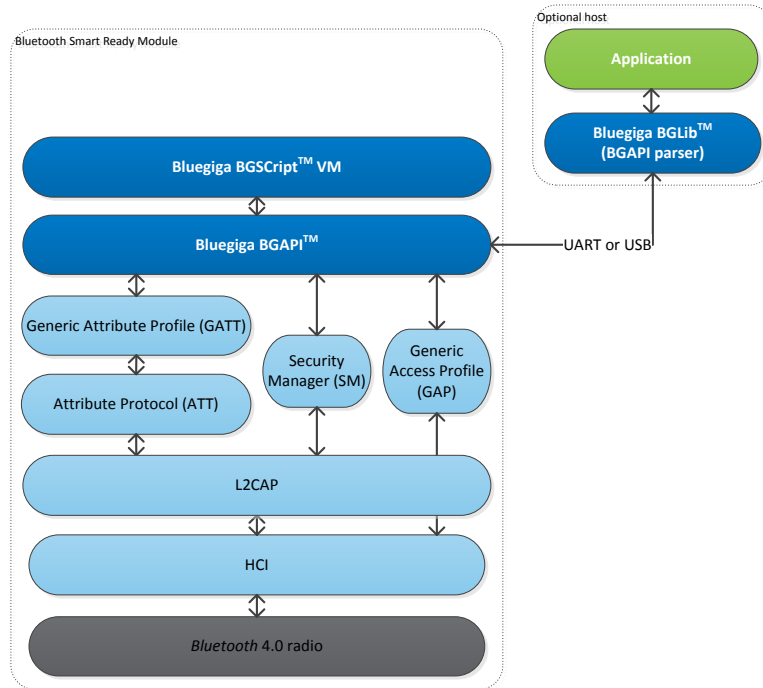 Optional host
Application
Bluegiga BGLib™
(BGAPI parser)
Bluetooth Smart Ready Module
Bluegiga BGSCript™ VM
Bluegiga BGAPI™
UART or USB
Generic Attribute Profile (GATT)
Attribute Protocol (ATT)
Security
Manager (SM)
Generic
Access Profile
(GAP)
L2CAP
HCI
Bluetooth 4.0 radio